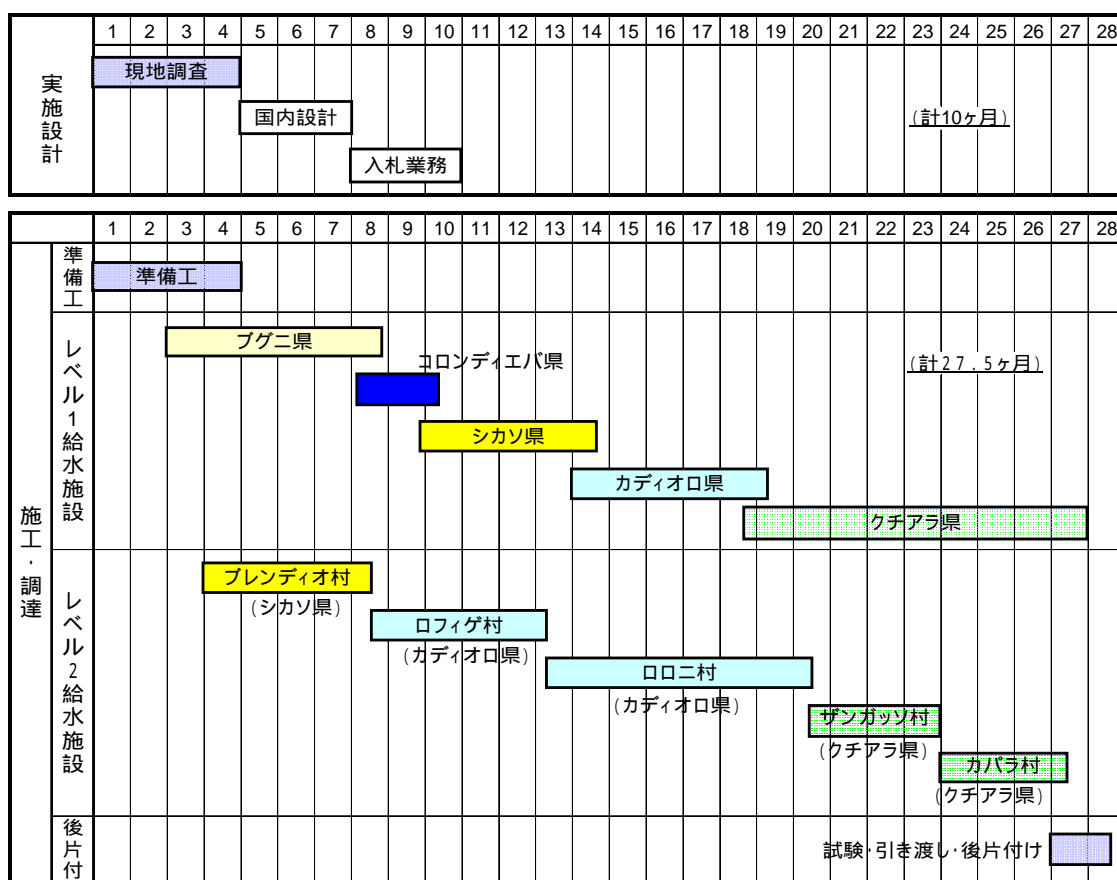 1 2 3 4 5 6 7 8 9 10 11 12 13 14 15 16 17 18 19 20 21 22 23 24 25 26 27 28
実施設計
現地調査
国内設計
(計10ヶ月)
入札業務
1 2 3 4 5 6 7 8 9 10 11 12 13 14 15 16 17 18 19 20 21 22 23 24 25 26 27 28
施工・調達
準備工
準備工
レベル1給水施設
ブグニ県
コロンディエバ県
(計27.5ヶ月)
シカソ県
カディオロ県
クチアラ県
レベル2給水施設
ブレンディオ村
(シカソ県)
ロフィゲ村
(カディオロ県)
ロロニ村
(カディオロ県)
ザンガッソ村
(クチアラ県)
カパラ村
(クチアラ県)
後片付
試験・引き渡し・後片付け